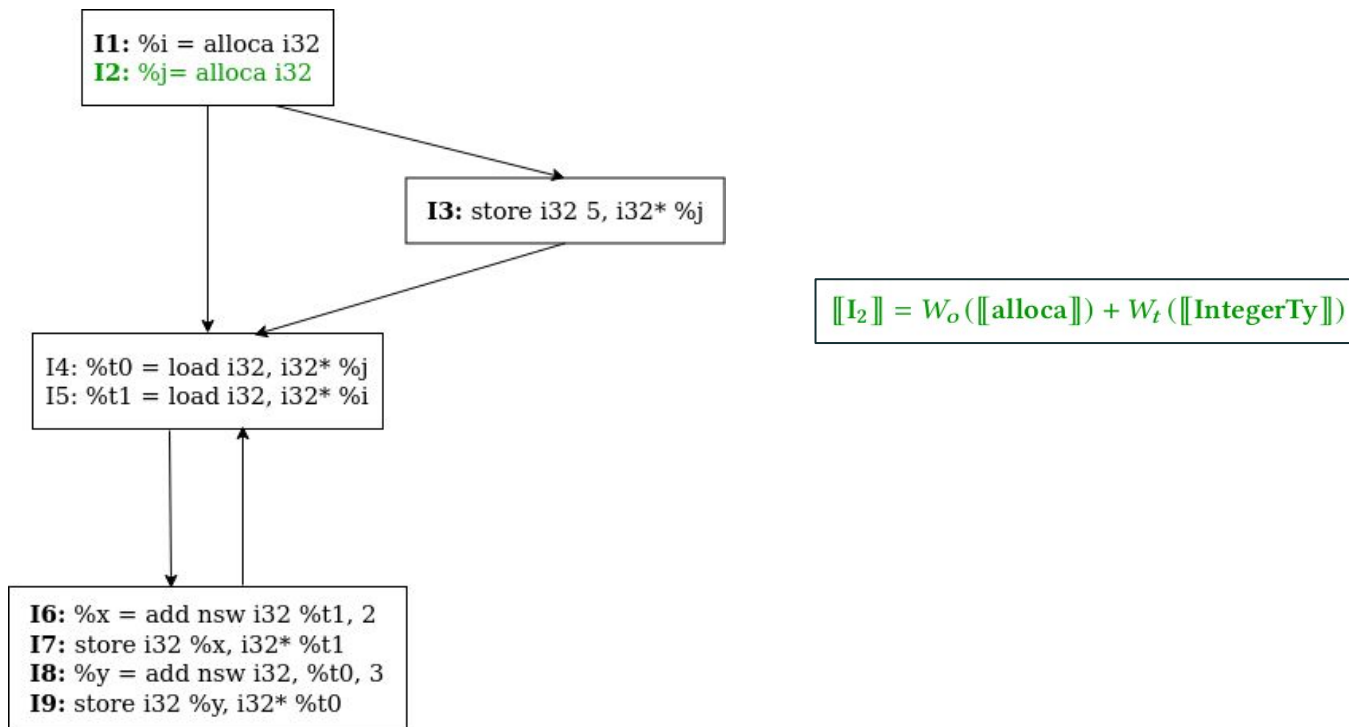 I1: %i = alloca i32
I2: %j= alloca i32
I3: store i32 5, i32* %j
⟦I₂⟧ = Wₒ(⟦alloca⟧) + Wₜ(⟦IntegerTy⟧)
I4: %t0 = load i32, i32* %j
I5: %t1 = load i32, i32* %i
I6: %x = add nsw i32 %t1, 2
I7: store i32 %x, i32* %t1
I8: %y = add nsw i32, %t0, 3
I9: store i32 %y, i32* %t0